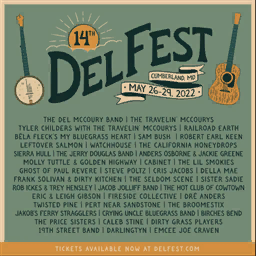 14TH
DELFEST
CUMBERLAND, MD
• MAY 26-29, 2022 •
THE DEL MCCOURY BAND | THE TRAVELIN' MCCOURYS
TYLER CHILDERS WITH THE TRAVELIN' MCCOURYS | RAILROAD EARTH
BÉLA FLECK'S MY BLUEGRASS HEART | SAM BUSH | ROBERT EARL KEEN
LEFTOVER SALMON | WATCHHOUSE | THE CALIFORNIA HONEYDROPS
SIERRA HULL | THE JERRY DOUGLAS BAND | ANDERS OSBORNE & JACKIE GREENE
MOLLY TUTTLE & GOLDEN HIGHWAY | CABINET | THE LIL SMOKIES
GHOST OF PAUL REVERE | STEVE POLTZ | CRIS JACOBS | DELLA MAE
FRANK SOLIVAN & DIRTY KITCHEN | THE SELDOM SCENE | SISTER SADIE
ROB ICKES & TREY HENSLEY | JACOB JOLLIFF BAND | THE HOT CLUB OF COWTOWN
ERIC & LEIGH GIBSON | FIRESIDE COLLECTIVE | DRÉ ANDERS
TWISTED PINE | PERT NEAR SANDSTONE | THE BROOMESTIX
JAKOB'S FERRY STRAGGLERS | CRYING UNCLE BLUEGRASS BAND | BIRCHES BEND
THE PRICE SISTERS | CALEB STINE | DIRTY GRASS PLAYERS
19TH STREET BAND | DARLINGTYN | EMCEE JOE CRAVEN
TICKETS AVAILABLE NOW AT DELFEST.COM